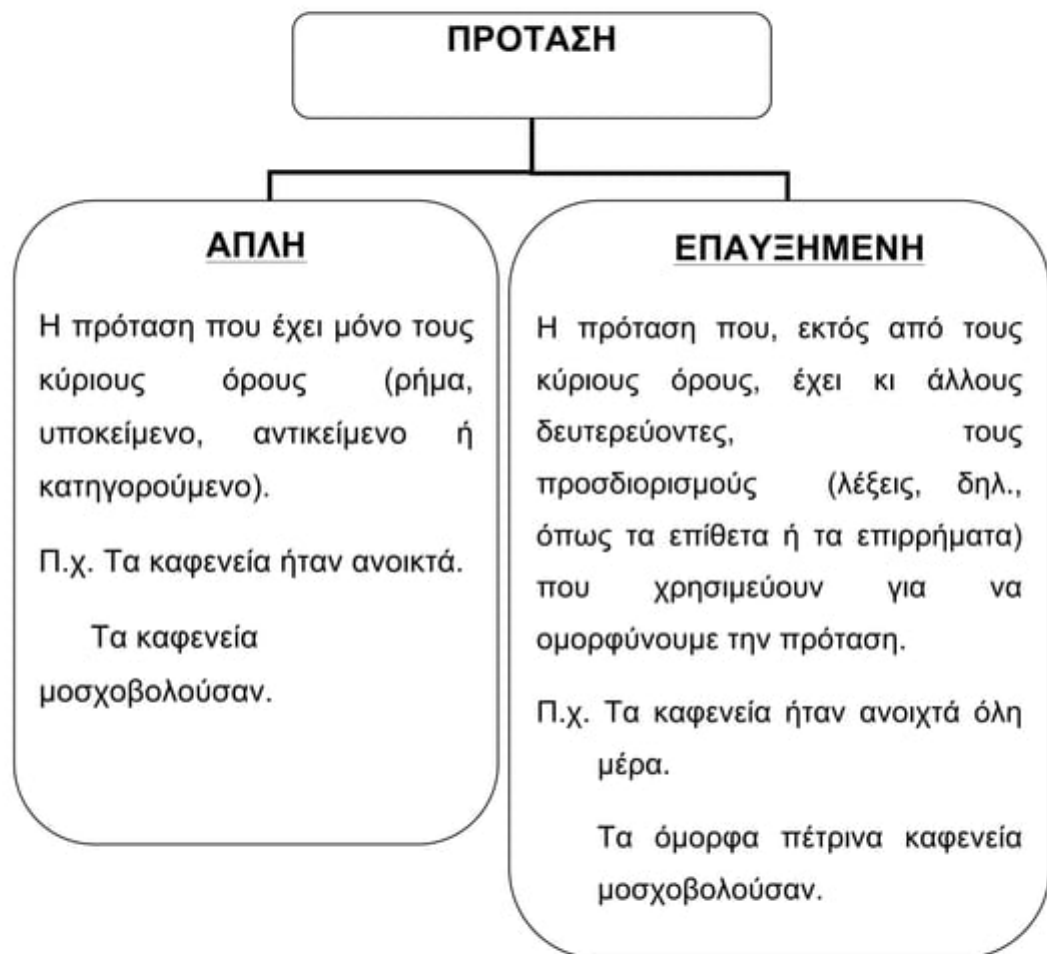 ΠΡΟΤΑΣΗ
ΑΠΛΗ
Η πρόταση που έχει μόνο τους
κύριους όρους (ρήμα,
υποκείμενο, αντικείμενο ή
κατηγορούμενο).
Π.χ. Τα καφενεία ήταν ανοικτά.
Τα καφενεία
μοσχοβολούσαν.
ΕΠΑΥΞΗΜΕΝΗ
Η πρόταση που, εκτός από τους
κύριους όρους, έχει κι άλλους
δευτερεύοντες, τους
προσδιορισμούς (λέξεις, δηλ.,
όπως τα επίθετα ή τα επιρρήματα)
που χρησιμεύουν για να
ομορφύνουμε την πρόταση.
Π.χ. Τα καφενεία ήταν ανοιχτά όλη
μέρα.
Τα όμορφα πέτρινα καφενεία
μοσχοβολούσαν.